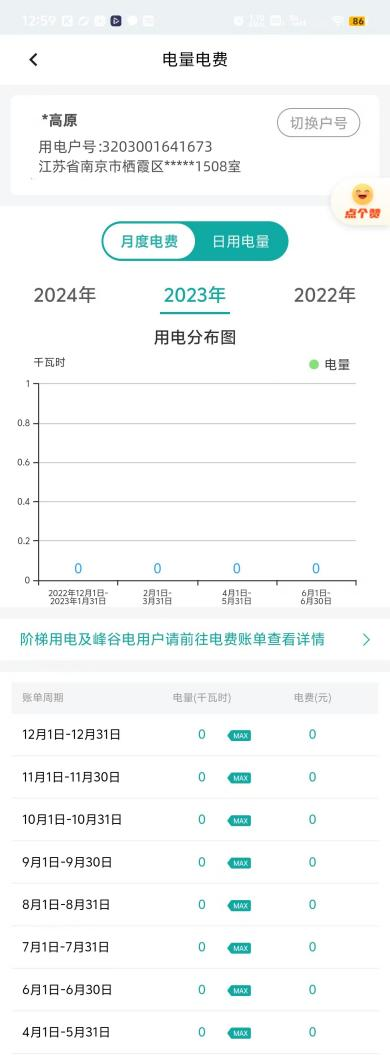 12:59
86
电量电费
*高原
切换户号
用电户号:3203001641673
江苏省南京市栖霞区*****1508室
点个赞
月度电费
日用电量
2024年
2023年
2022年
用电分布图
千瓦时
电量
1
0.8
0.6
0.4
0.2
0
0
0
0
0
2022年12月1日-
2023年1月31日
2月1日-
3月31日
4月1日-
5月31日
6月1日-
6月30日
阶梯用电及峰谷电用户请前往电费账单查看详情
账单周期 电量(千瓦时) 电费(元)
12月1日-12月31日 0 MAX 0
11月1日-11月30日 0 MAX 0
10月1日-10月31日 0 MAX 0
9月1日-9月30日 0 MAX 0
8月1日-8月31日 0 MAX 0
7月1日-7月31日 0 MAX 0
6月1日-6月30日 0 MAX 0
4月1日-5月31日 0 MAX 0